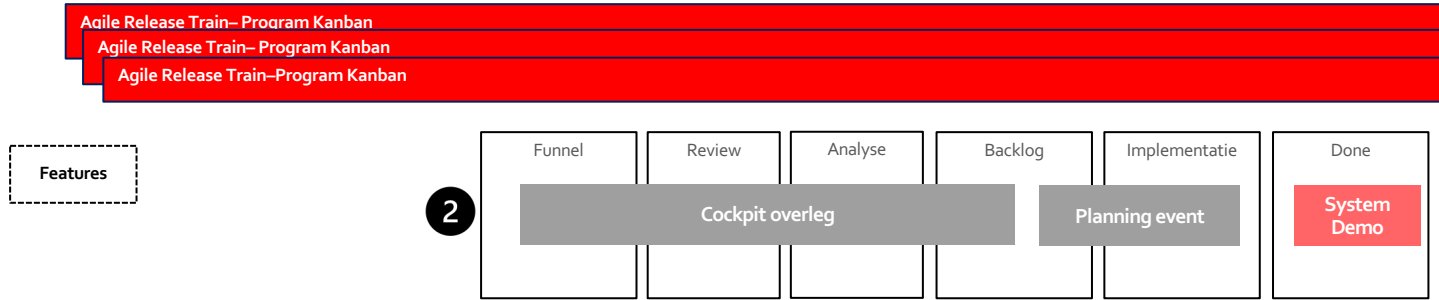 Agile Release Train– Program Kanban
Agile Release Train– Program Kanban
Agile Release Train–Program Kanban
Features
Funnel
Review
Analyse
Backlog
Implementatie
Done
2
Cockpit overleg
Planning event
System
Demo